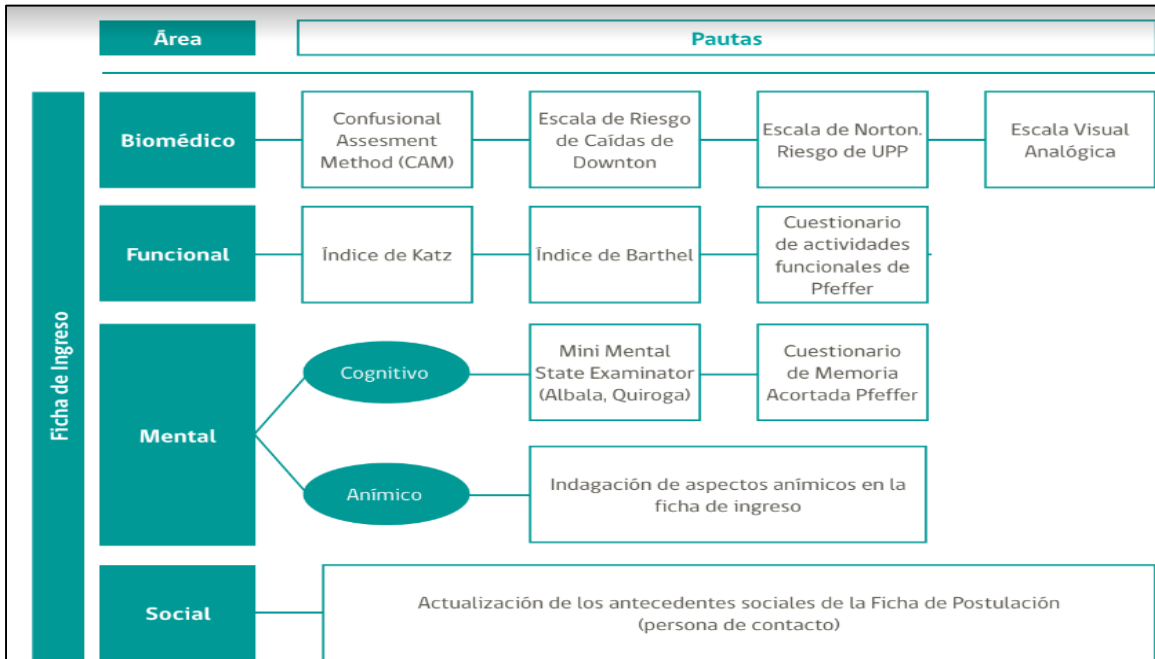 Área
Pautas
Ficha de Ingreso
Biomédico
Confusional
Assesment
Method (CAM)
Escala de Riesgo
de Caídas de
Downton
Escala de Norton.
Riesgo de UPP
Escala Visual
Analógica
Funcional
Índice de Katz
Índice de Barthel
Cuestionario
de actividades
funcionales de
Pfeffer
Mental
Cognitivo
Mini Mental
State Examinator
(Albala, Quiroga)
Cuestionario
de Memoria
Acortada Pfeffer
Anímico
Indagación de aspectos anímicos en la
ficha de ingreso
Social
Actualización de los antecedentes sociales de la Ficha de Postulación
(persona de contacto)